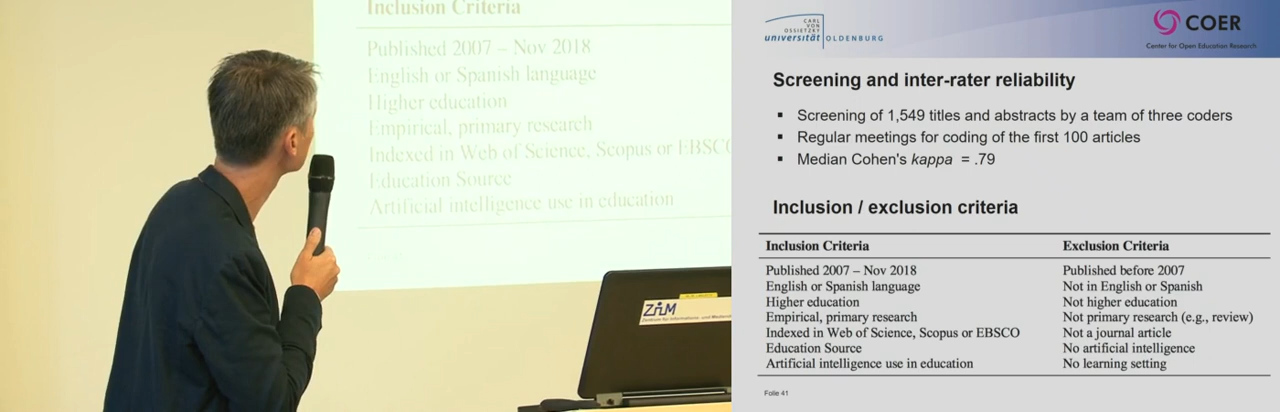 Inclusion Criteria
Published 2007 – Nov 2018
English or Spanish language
Higher education
Empirical, primary research
Indexed in Web of Science, Scopus or EBSCO
Education Source
Artificial intelligence use in education
ZIM
CARL
VON
OSSIETZKY
universität OLDENBURG
COER
Center for Open Education Research
Screening and inter-rater reliability
▪ Screening of 1,549 titles and abstracts by a team of three coders
▪ Regular meetings for coding of the first 100 articles
▪ Median Cohen's kappa = .79
Inclusion / exclusion criteria
Inclusion Criteria Exclusion Criteria
Published 2007 – Nov 2018 Published before 2007
English or Spanish language Not in English or Spanish
Higher education Not higher education
Empirical, primary research Not primary research (e.g., review)
Indexed in Web of Science, Scopus or EBSCO Not a journal article
Education Source No artificial intelligence
Artificial intelligence use in education No learning setting
Folie 41